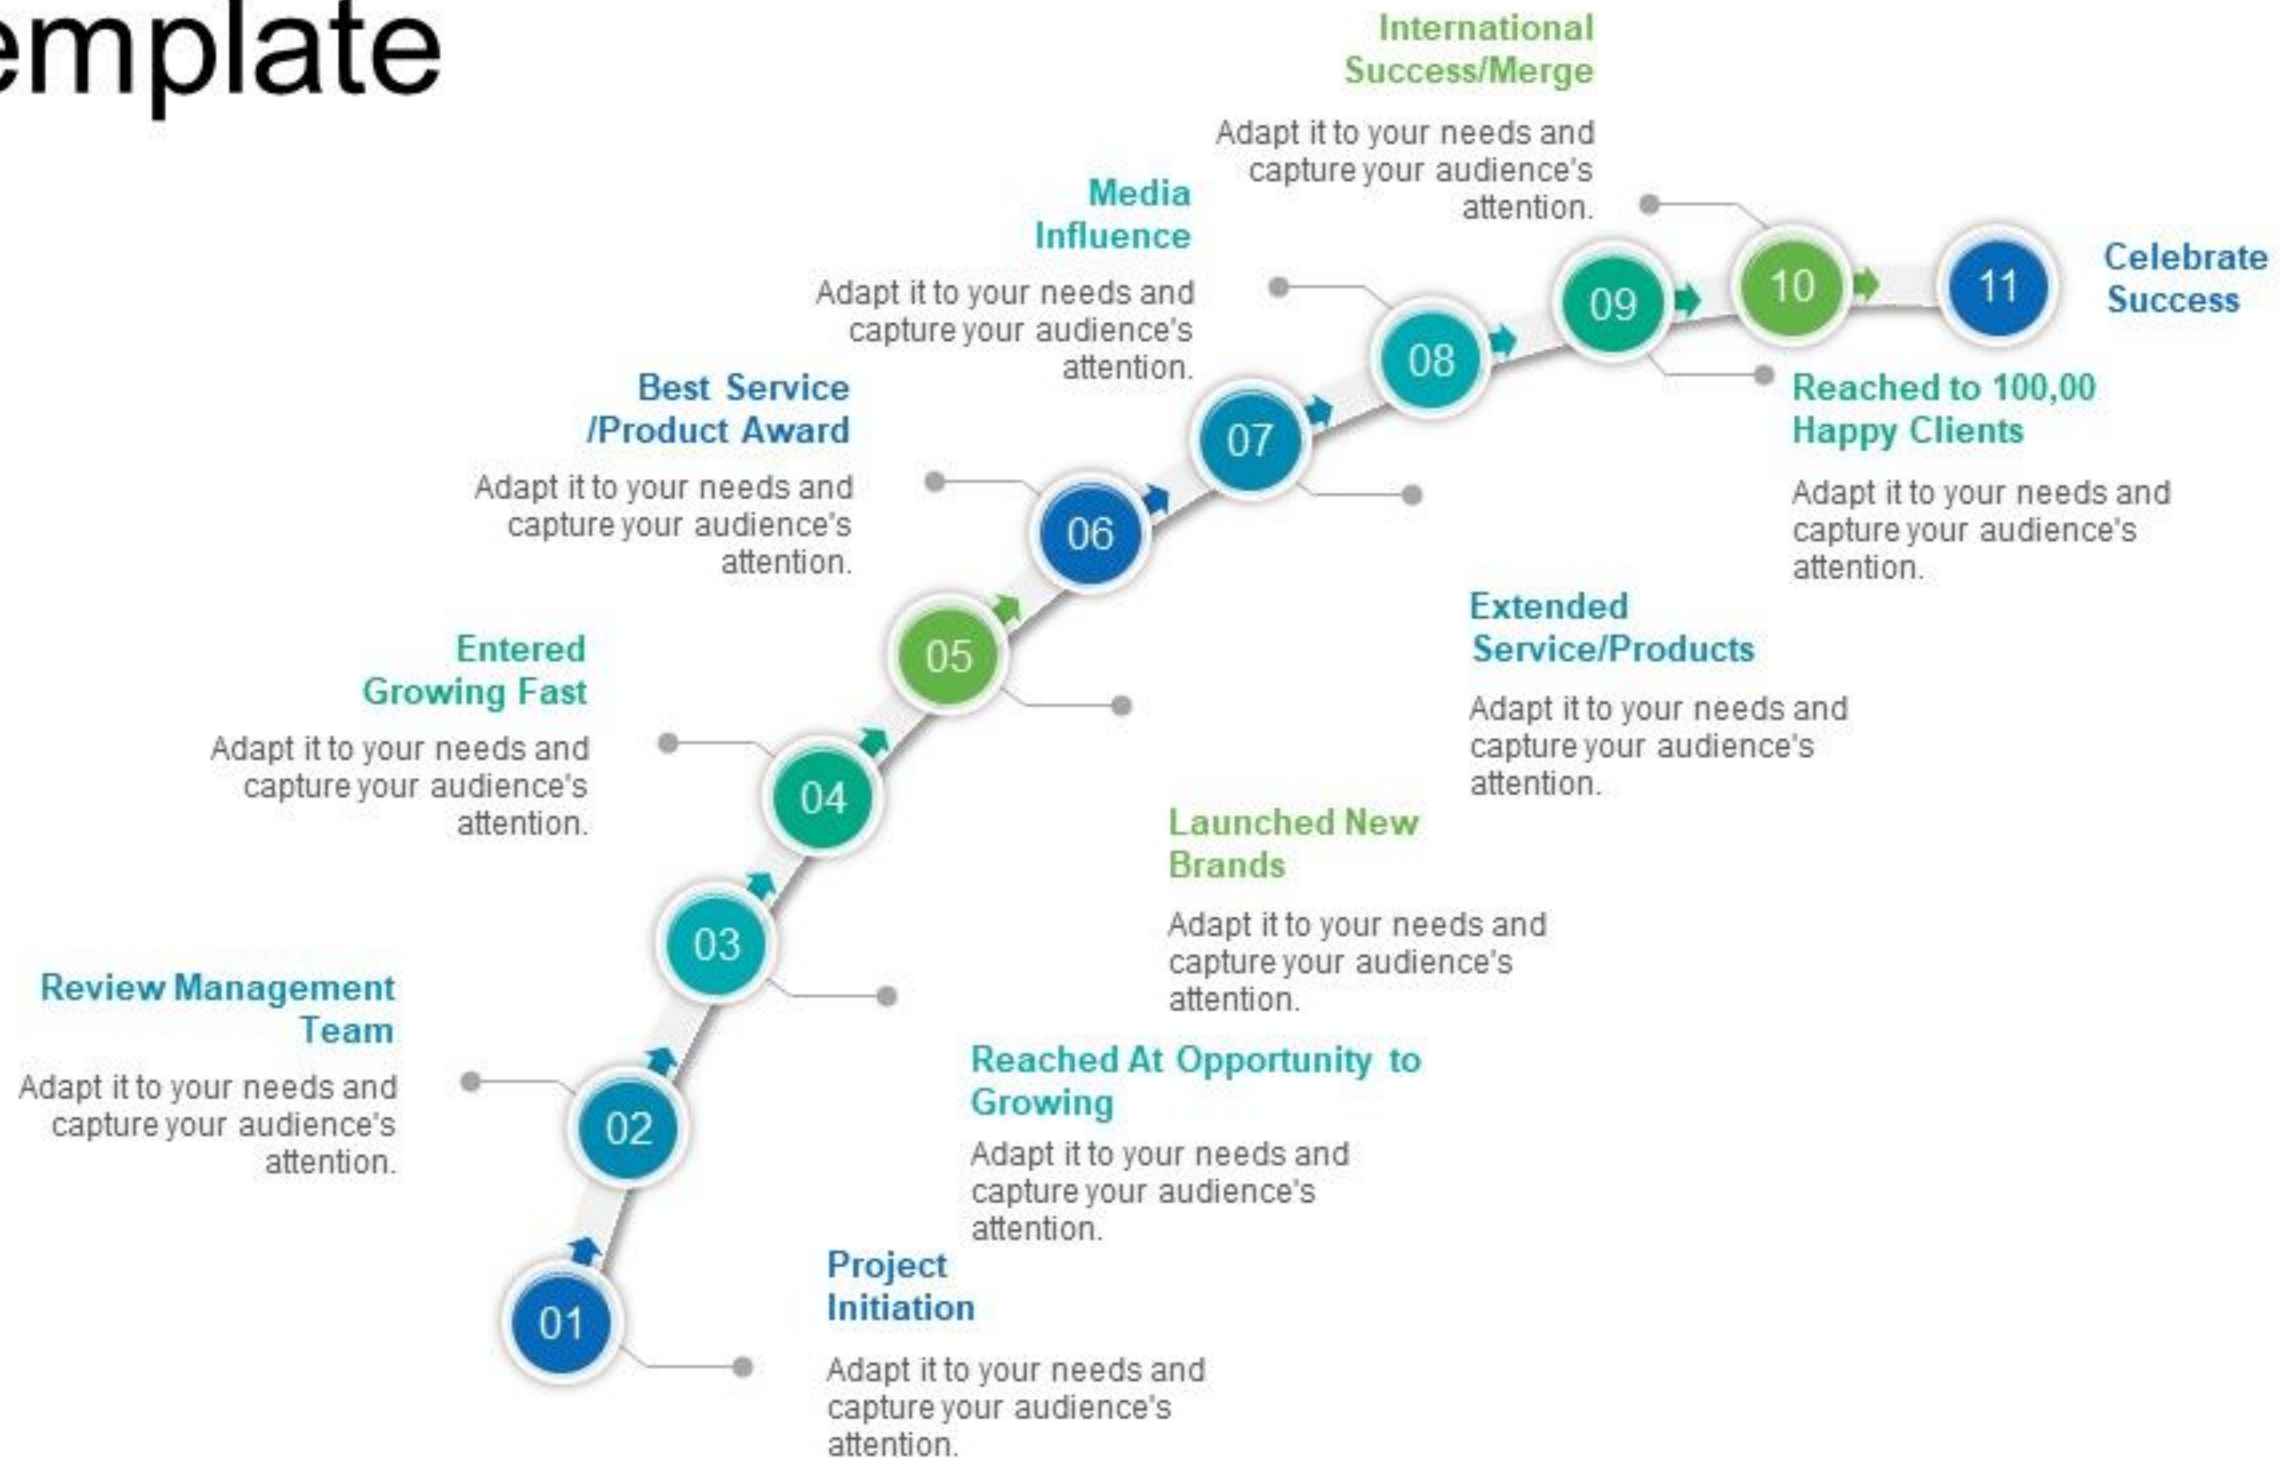 emplate
International
Success/Merge
Adapt it to your needs and
capture your audience's
attention.
Media
Influence
Adapt it to your needs and
capture your audience's
attention.
Best Service
/Product Award
Adapt it to your needs and
capture your audience's
attention.
Entered
Growing Fast
Adapt it to your needs and
capture your audience's
attention.
Review Management
Team
Adapt it to your needs and
capture your audience's
attention.
01
02
03
04
05
06
07
08
09
10
11
Celebrate
Success
Reached to 100,00
Happy Clients
Adapt it to your needs and
capture your audience's
attention.
Extended
Service/Products
Adapt it to your needs and
capture your audience's
attention.
Launched New
Brands
Adapt it to your needs and
capture your audience's
attention.
Reached At Opportunity to
Growing
Adapt it to your needs and
capture your audience's
attention.
Project
Initiation
Adapt it to your needs and
capture your audience's
attention.